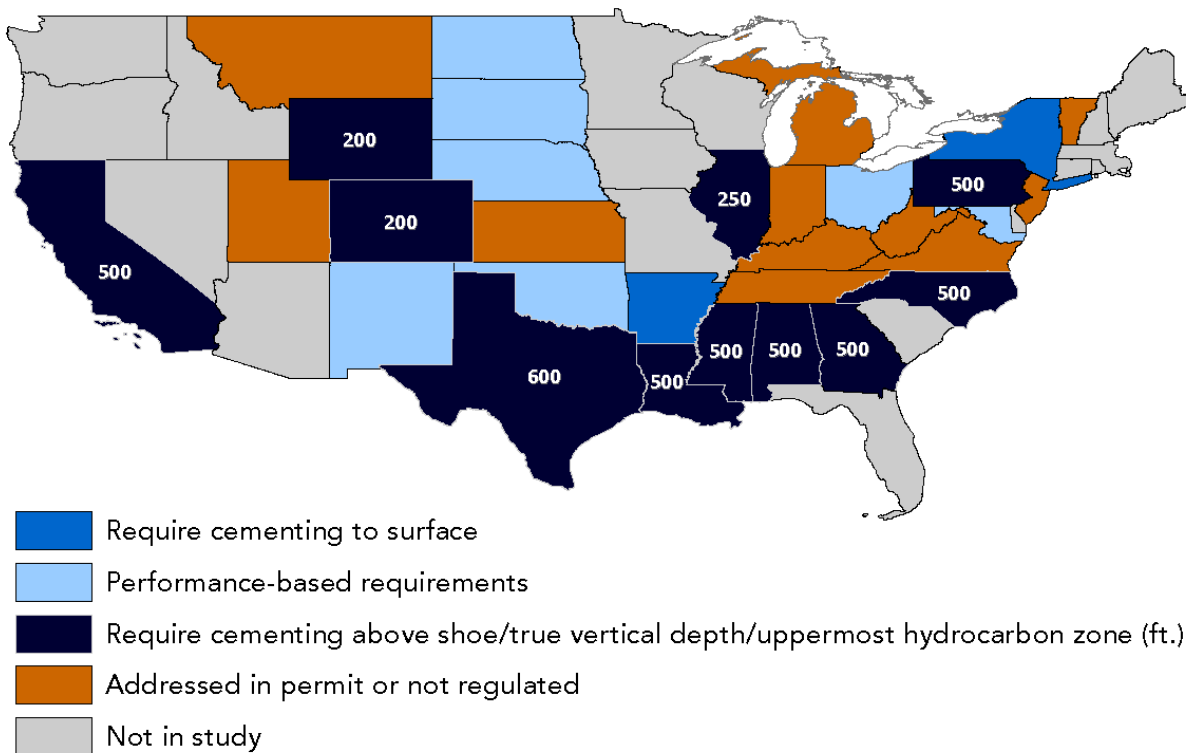 200
200
250
500
500
500
500
500
500
500
600
Require cementing to surface
Performance-based requirements
Require cementing above shoe/true vertical depth/uppermost hydrocarbon zone (ft.)
Addressed in permit or not regulated
Not in study